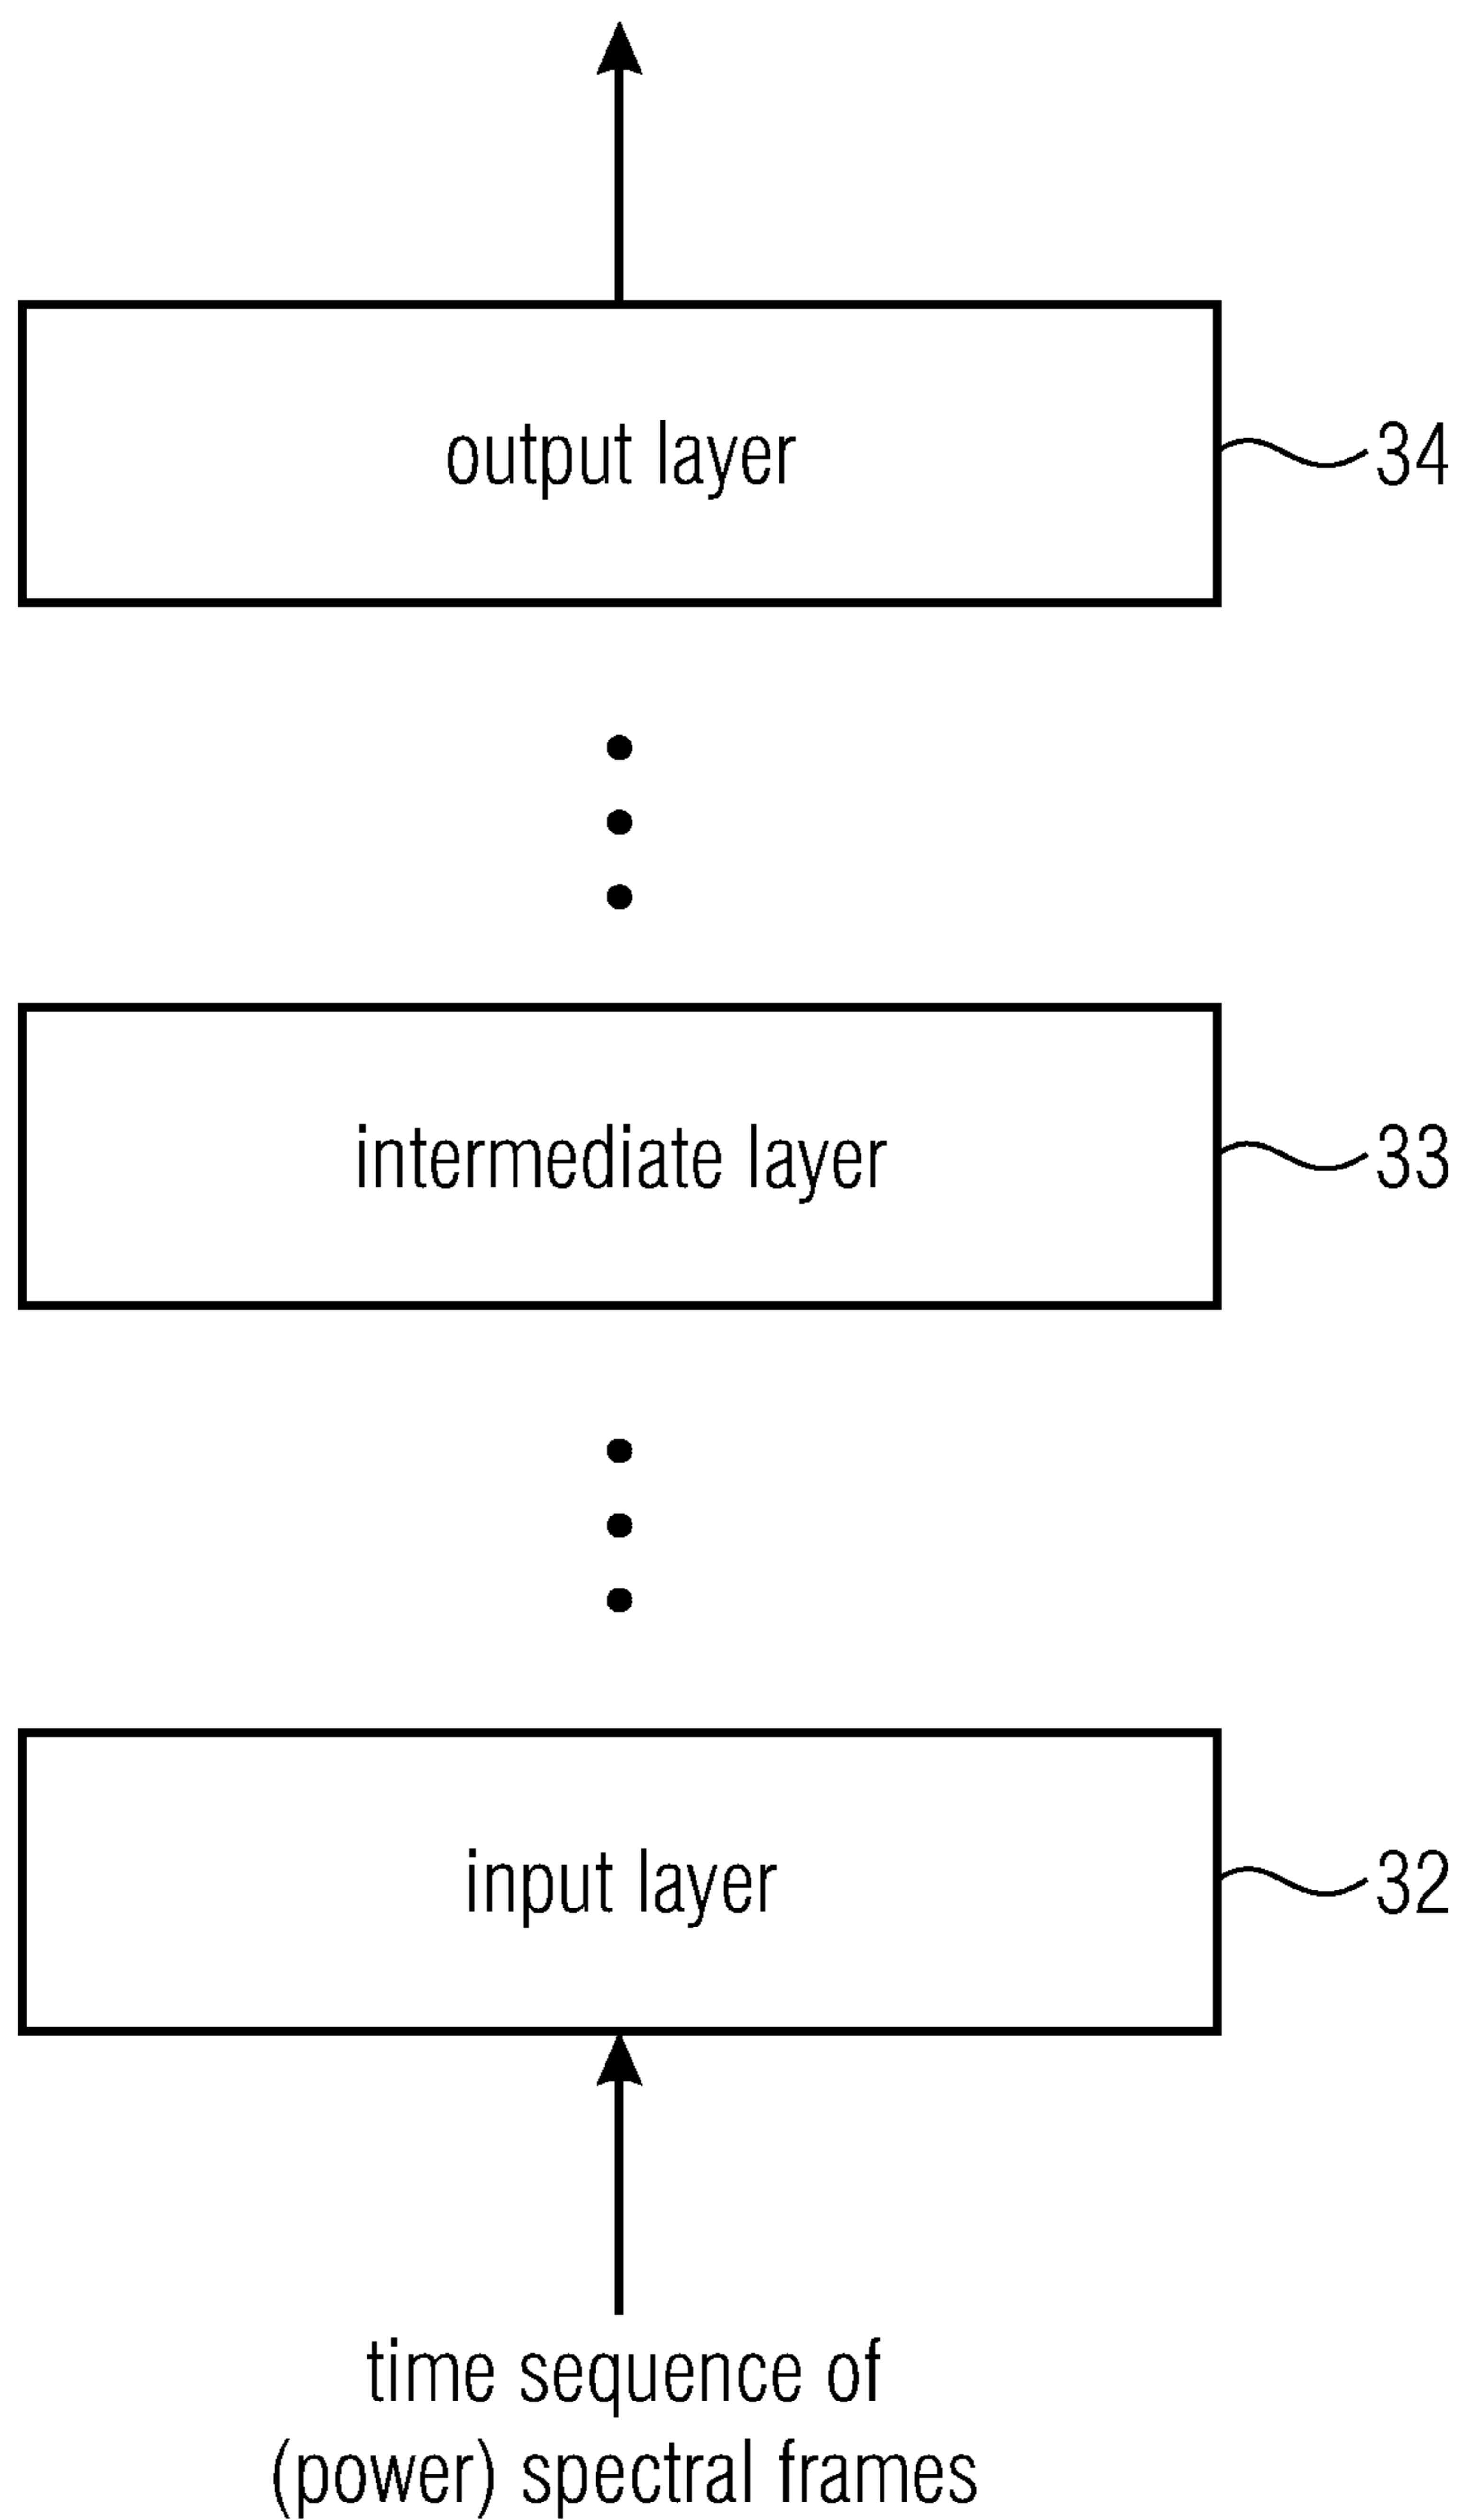 output layer
34
intermediate layer
33
input layer
32
time sequence of
(power) spectral frames